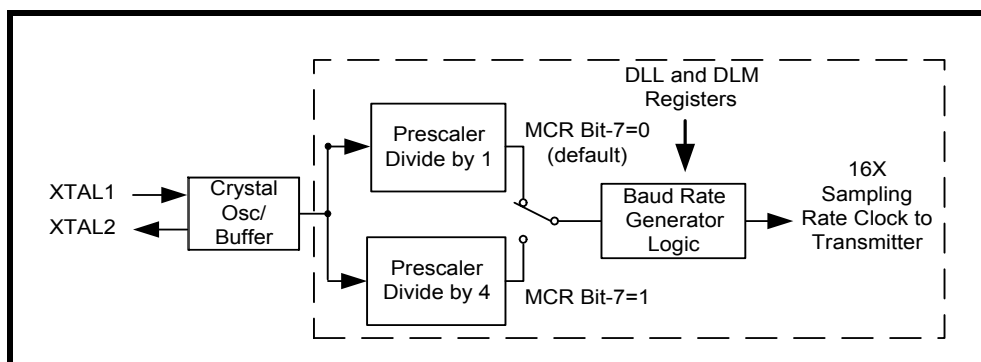 DLL and DLM
Registers
Prescaler
Divide by 1
MCR Bit-7=0
(default)
XTAL1
XTAL2
Crystal
Osc/
Buffer
Baud Rate
Generator
Logic
16X
Sampling
Rate Clock to
Transmitter
Prescaler
Divide by 4
MCR Bit-7=1